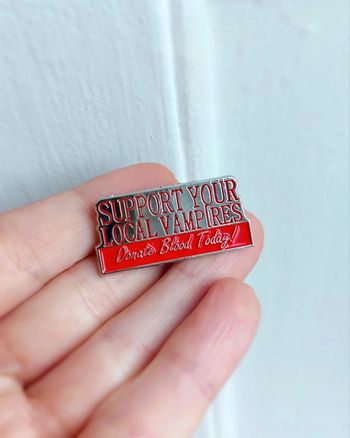 SUPPORT YOUR
LOCAL VAMPIRES
Donate Blood Today!!